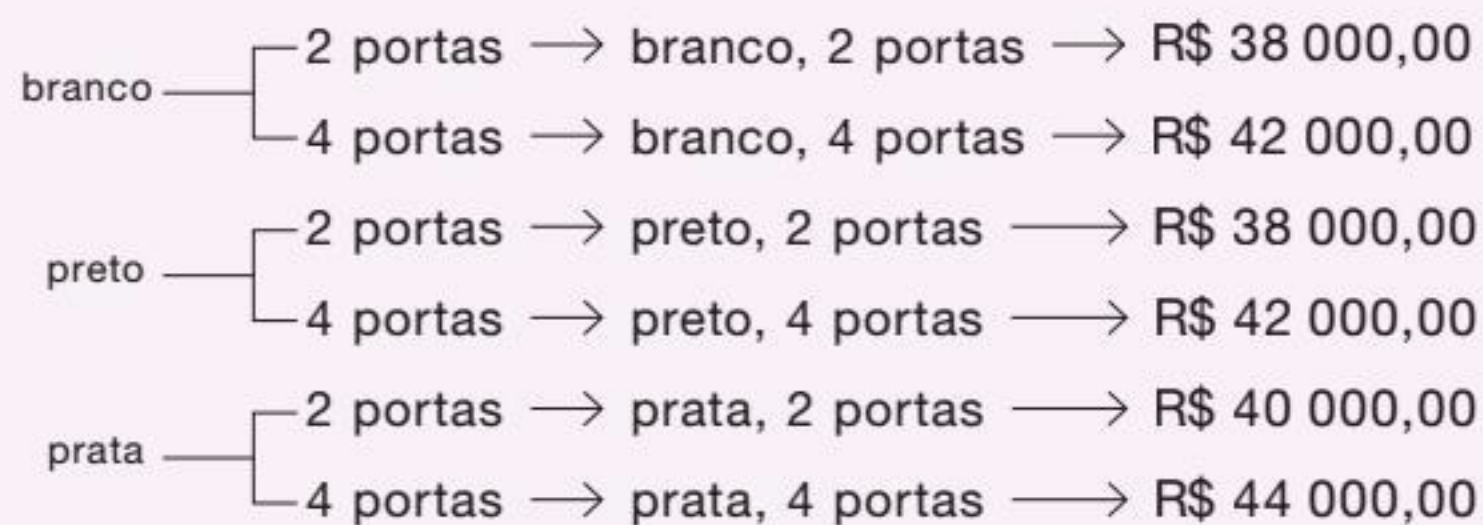 branco
2 portas → branco, 2 portas → R$ 38 000,00
4 portas → branco, 4 portas → R$ 42 000,00
preto
2 portas → preto, 2 portas → R$ 38 000,00
4 portas → preto, 4 portas → R$ 42 000,00
prata
2 portas → prata, 2 portas → R$ 40 000,00
4 portas → prata, 4 portas → R$ 44 000,00